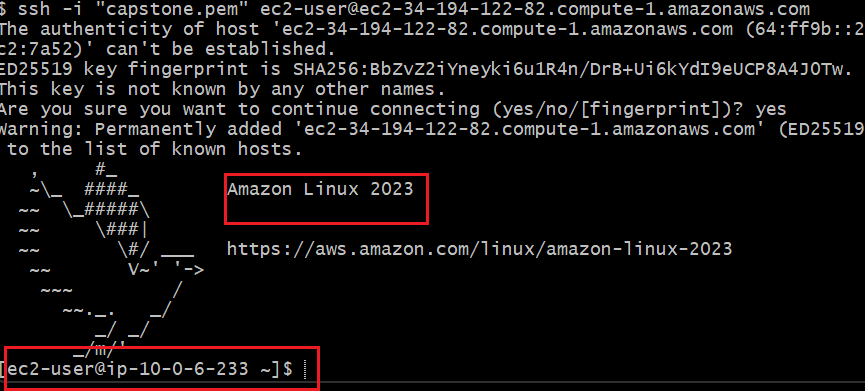 $ ssh -i "capstone.pem" ec2-user@ec2-34-194-122-82.compute-1.amazonaws.com
The authenticity of host 'ec2-34-194-122-82.compute-1.amazonaws.com (64:ff9b::2
c2:7a52)' can't be established.
ED25519 key fingerprint is SHA256:BbZvZ2iYneyki6u1R4n/DrB+Ui6kYdI9eUCP8A4JOTw.
This key is not known by any other names.
Are you sure you want to continue connecting (yes/no/[fingerprint])? yes
Warning: Permanently added 'ec2-34-194-122-82.compute-1.amazonaws.com' (ED25519
 to the list of known hosts.
   ,     #_
   ~\_  ####_        Amazon Linux 2023
  ~~  \_#####\
  ~~     \###|
  ~~       \#/ ___   https://aws.amazon.com/linux/amazon-linux-2023
   ~~       V~' '->
    ~~~         /
      ~~._.   _/
         _/ _/
       _/m/'
[ec2-user@ip-10-0-6-233 ~]$